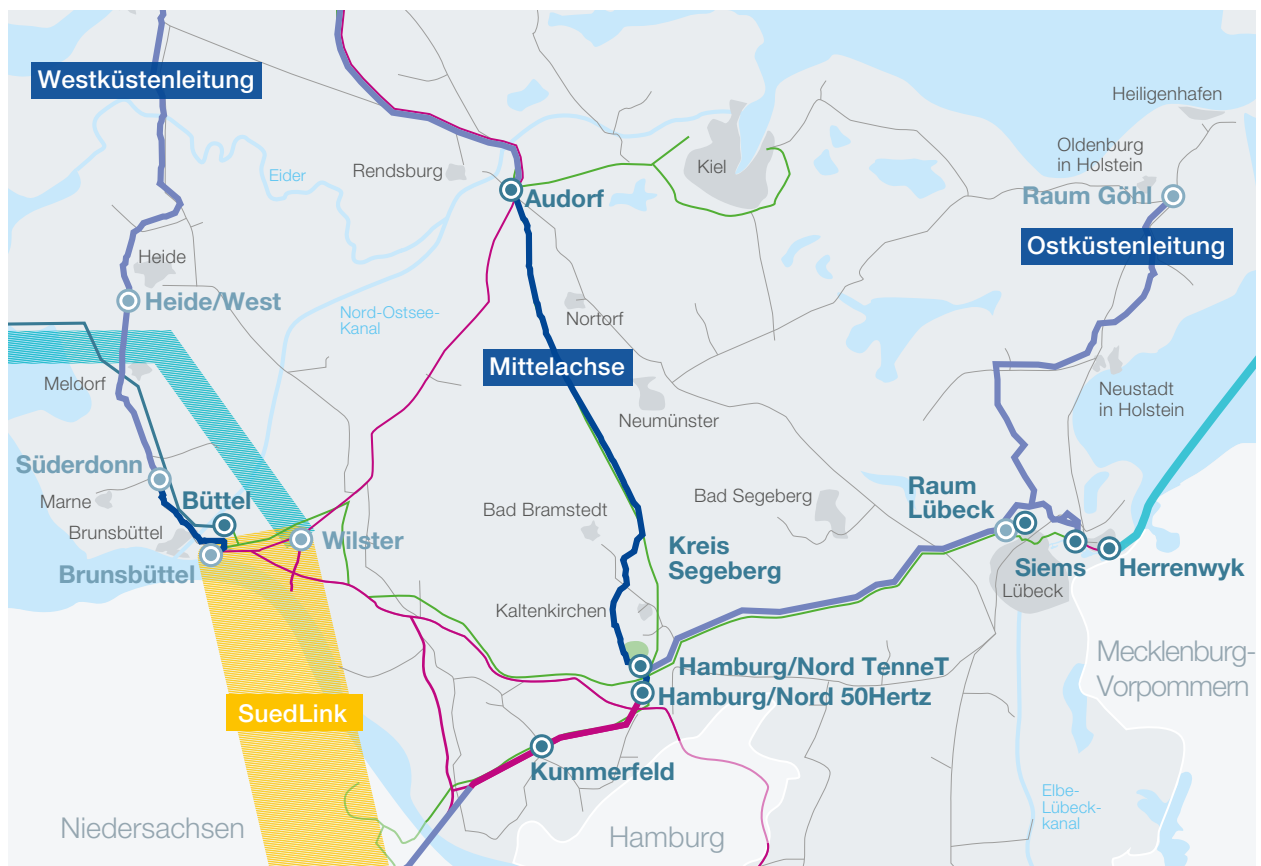 Westküstenleitung
Heiligenhafen
Oldenburg
in Holstein
Kiel
Rendsburg
Eider
Audorf
Raum Göhl
Ostküstenleitung
Heide
Heide/West
Nord-Ostsee-
Kanal
Nortorf
Mittelachse
Meldorf
Neumünster
Neustadt
in Holstein
Süderdonn
Marne
Büttel
Bad Segeberg
Raum
Lübeck
Bad Bramstedt
Brunsbüttel
Wilster
Kreis
Segeberg
Brunsbüttel
Siems
Herrenwyk
Lübeck
Kaltenkirchen
Hamburg/Nord TenneT
Hamburg/Nord 50Hertz
Mecklenburg-
Vorpommern
SuedLink
Kummerfeld
Elbe-
Lübeck-
kanal
Niedersachsen
Hamburg